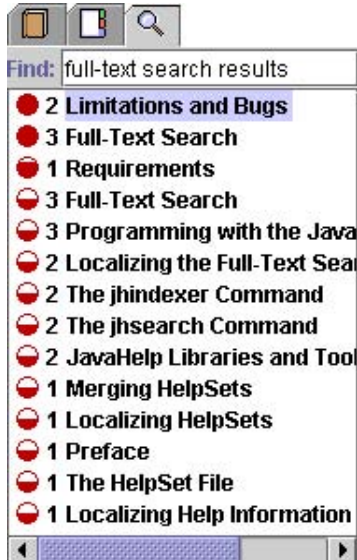 Find: full-text search results
2 Limitations and Bugs
3 Full-Text Search
1 Requirements
3 Full-Text Search
3 Programming with the Java
2 Localizing the Full-Text Sea
2 The jhindexer Command
2 The jhsearch Command
2 JavaHelp Libraries and Tool
1 Merging HelpSets
1 Localizing HelpSets
1 Preface
1 The HelpSet File
1 Localizing Help Information